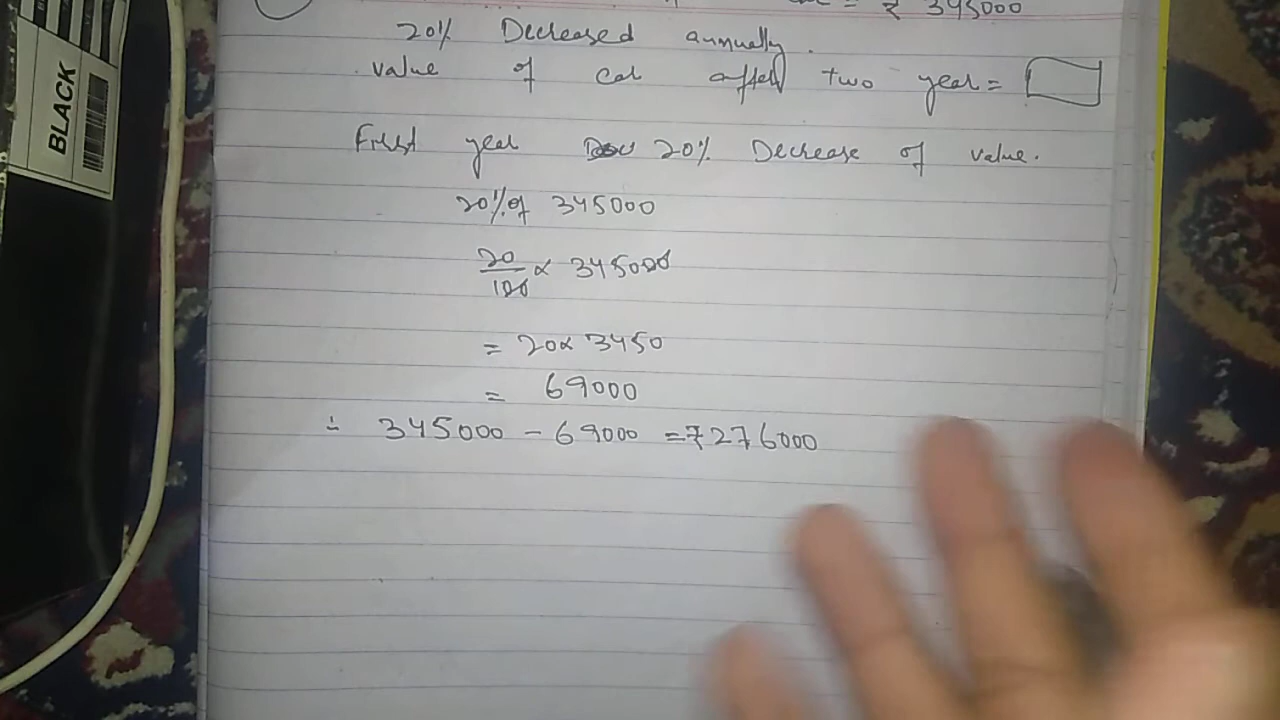 = ₹ 345000
20% Decreased annually.
value of car after two year =
First year 20% Decrease of value.
20% of 345000
20/100 × 345000
= 20 × 3450
= 69000
∴ 345000 - 69000 = ₹ 276000
BLACK